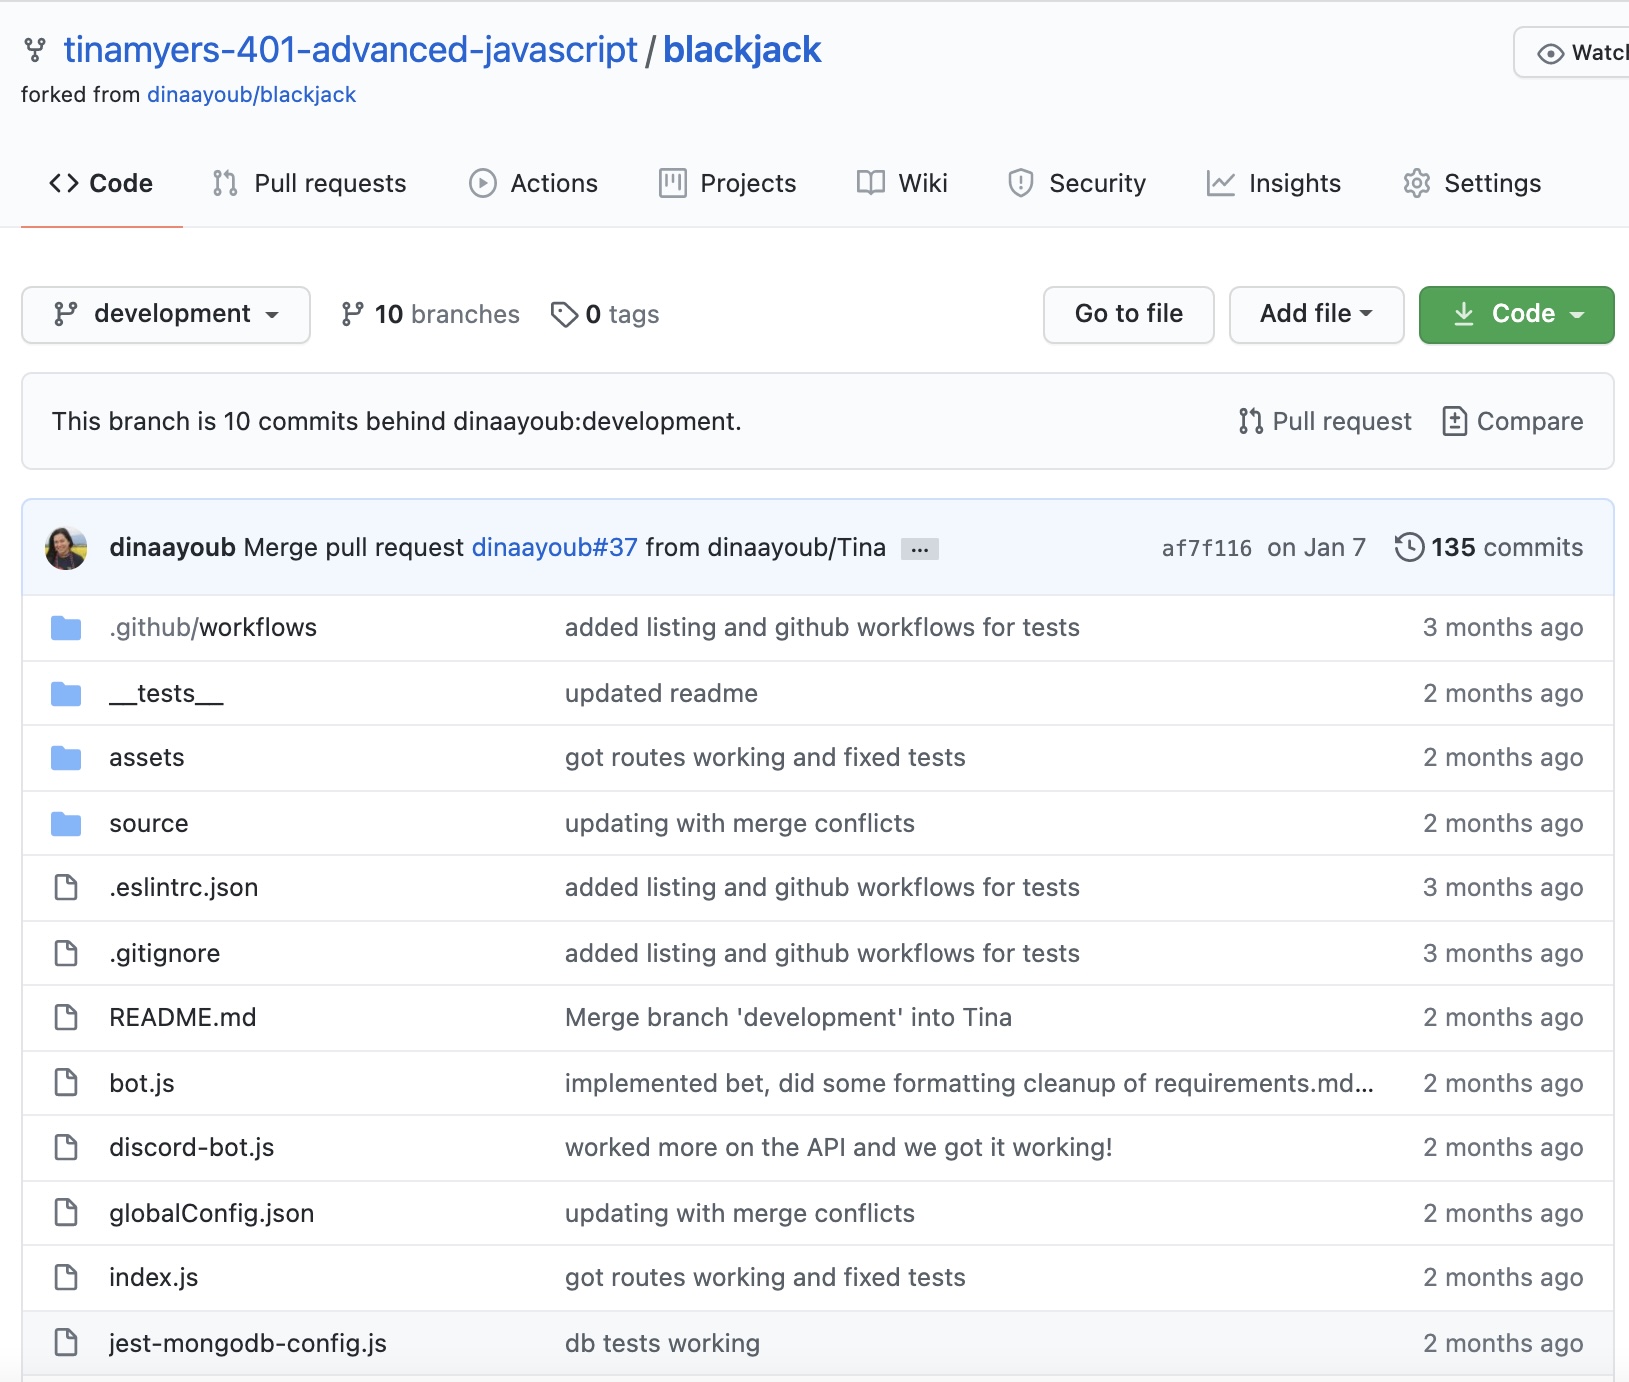 tinamyers-401-advanced-javascript / blackjack
forked from dinaayoub/blackjack
Code Pull requests Actions Projects Wiki Security Insights Settings
development 10 branches 0 tags Go to file Add file Code
This branch is 10 commits behind dinaayoub:development. Pull request Compare
dinaayoub Merge pull request dinaayoub#37 from dinaayoub/Tina ... af7f116 on Jan 7 135 commits
.github/workflows added listing and github workflows for tests 3 months ago
__tests__ updated readme 2 months ago
assets got routes working and fixed tests 2 months ago
source updating with merge conflicts 2 months ago
.eslintrc.json added listing and github workflows for tests 3 months ago
.gitignore added listing and github workflows for tests 3 months ago
README.md Merge branch 'development' into Tina 2 months ago
bot.js implemented bet, did some formatting cleanup of requirements.md... 2 months ago
discord-bot.js worked more on the API and we got it working! 2 months ago
globalConfig.json updating with merge conflicts 2 months ago
index.js got routes working and fixed tests 2 months ago
jest-mongodb-config.js db tests working 2 months ago